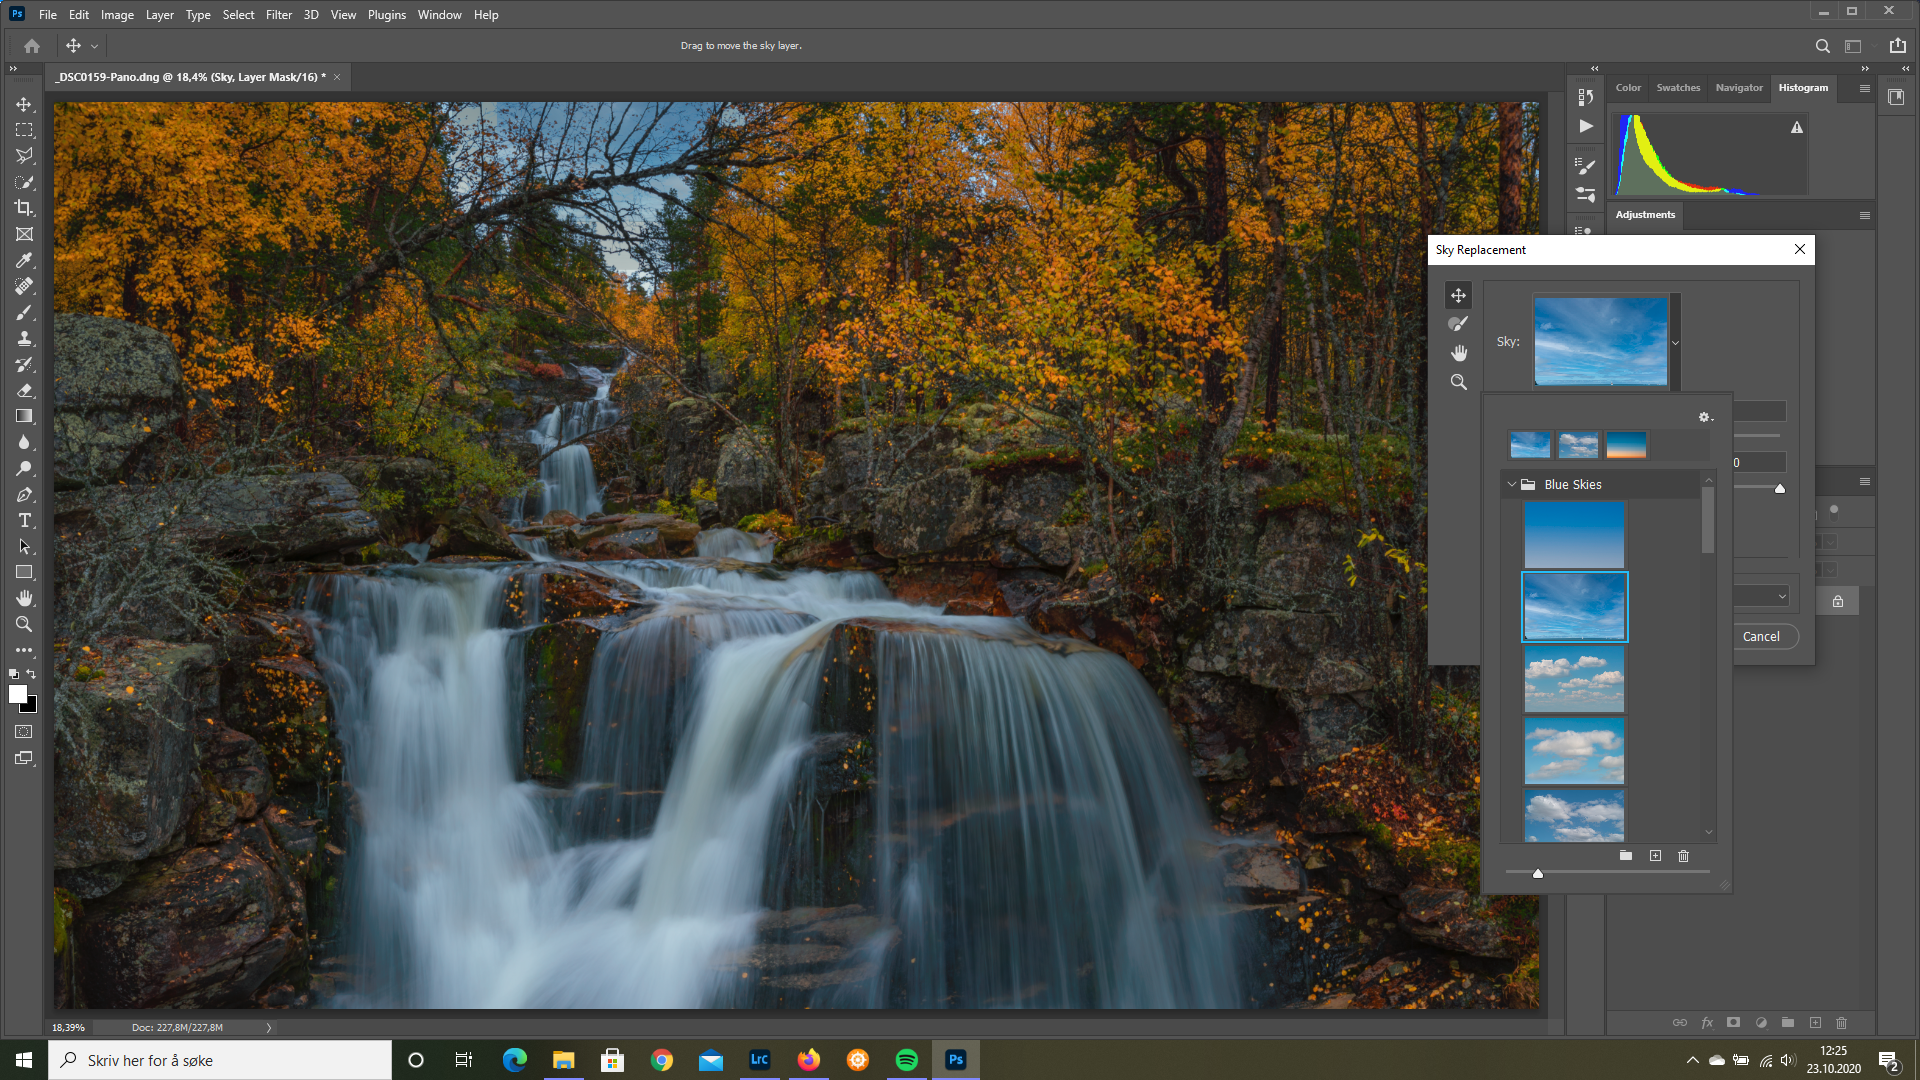 Ps File Edit Image Layer Type Select Filter 3D View Plugins Window Help
Drag to move the sky layer.
_DSC0159-Pano.dng @ 18,4% (Sky, Layer Mask/16) *
Color Swatches Navigator Histogram
Adjustments
Sky Replacement
Sky:
0
Blue Skies
Cancel
T
18,39% Doc: 227,8M/227,8M
fx
Skriv her for å søke
LrC
Ps
12:25
23.10.2020
2